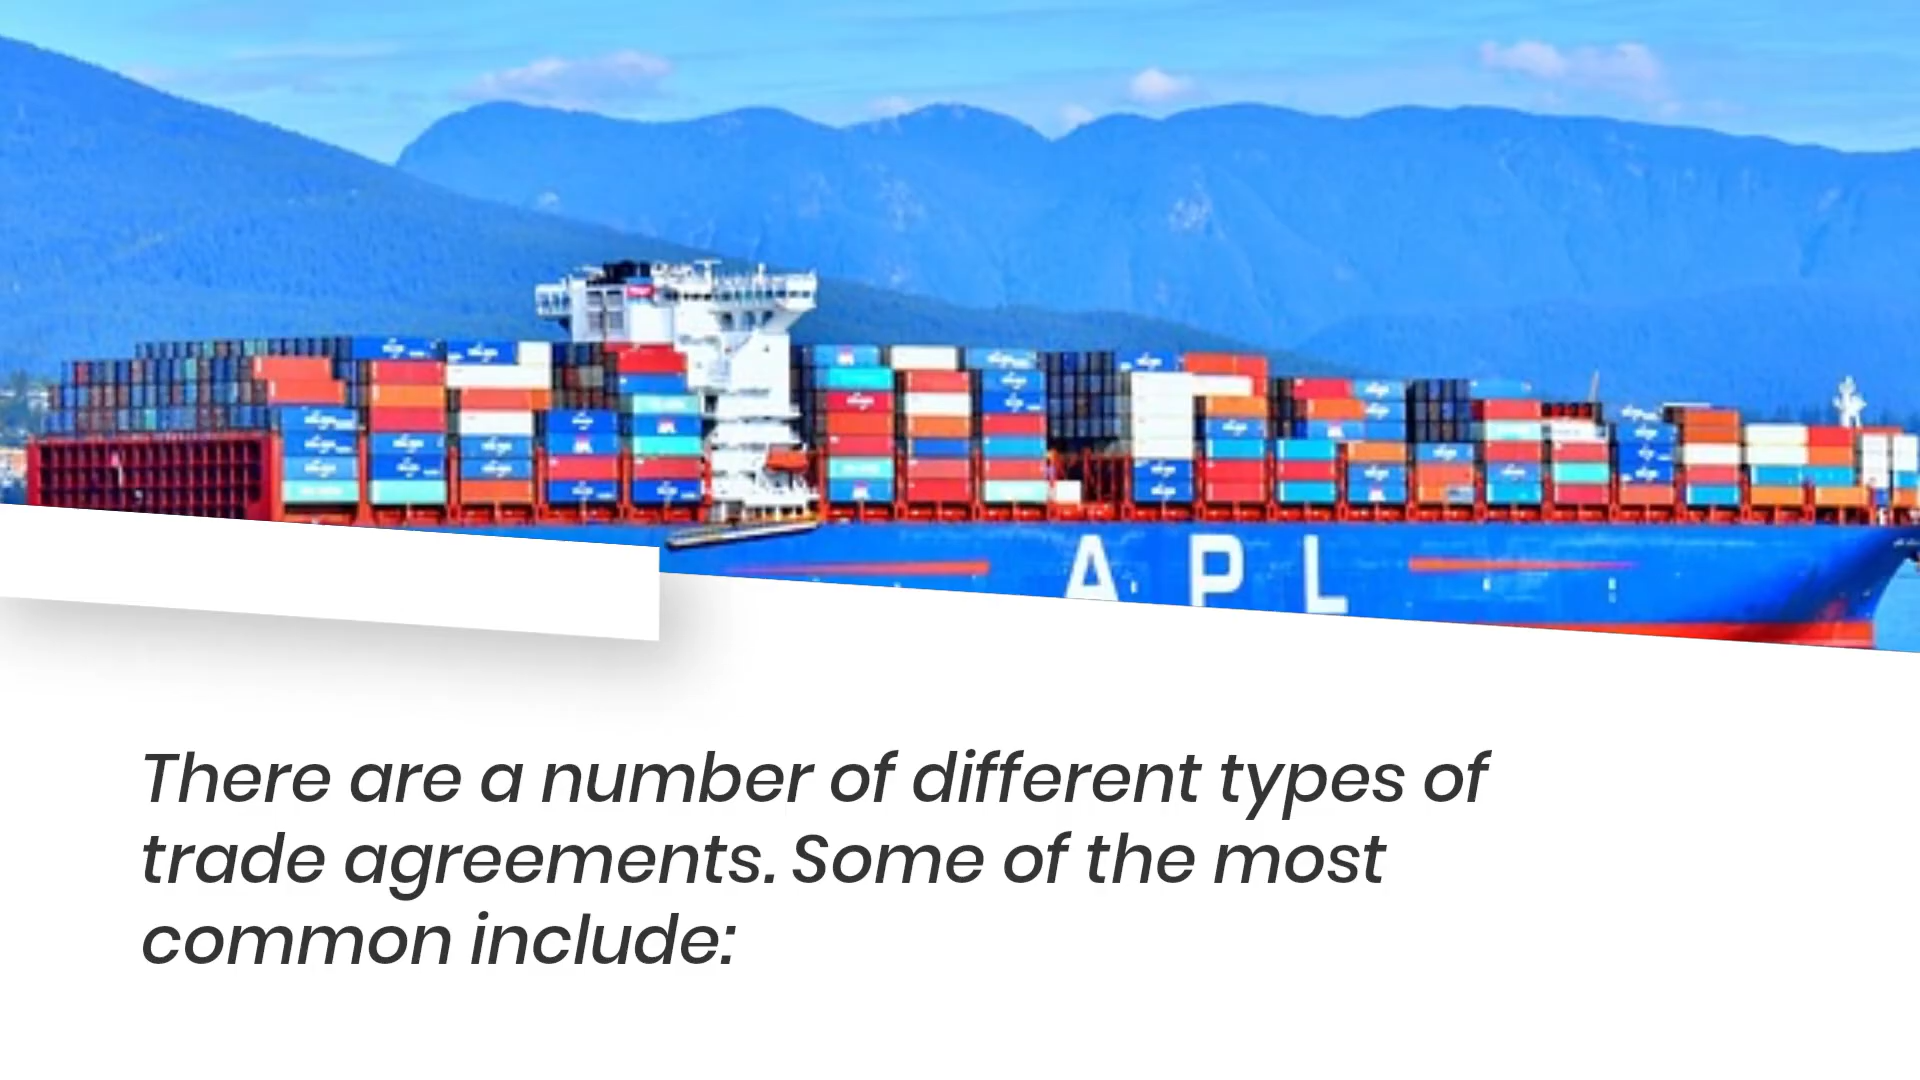 A P L
There are a number of different types of
trade agreements. Some of the most
common include: